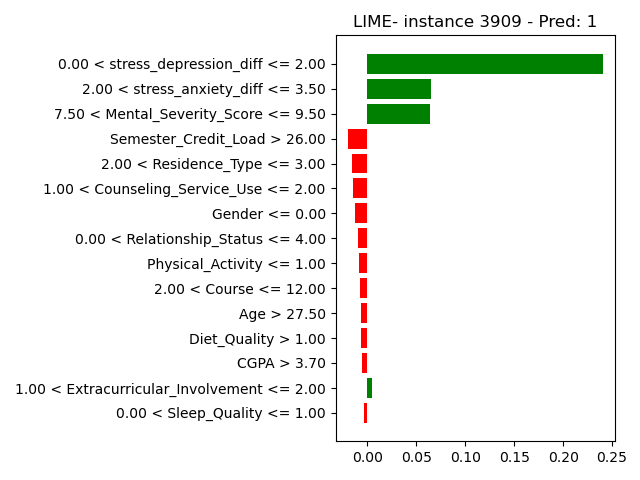 LIME- instance 3909 - Pred: 1
0.00 < stress_depression_diff <= 2.00
2.00 < stress_anxiety_diff <= 3.50
7.50 < Mental_Severity_Score <= 9.50
Semester_Credit_Load > 26.00
2.00 < Residence_Type <= 3.00
1.00 < Counseling_Service_Use <= 2.00
Gender <= 0.00
0.00 < Relationship_Status <= 4.00
Physical_Activity <= 1.00
2.00 < Course <= 12.00
Age > 27.50
Diet_Quality > 1.00
CGPA > 3.70
1.00 < Extracurricular_Involvement <= 2.00
0.00 < Sleep_Quality <= 1.00
0.00 0.05 0.10 0.15 0.20 0.25